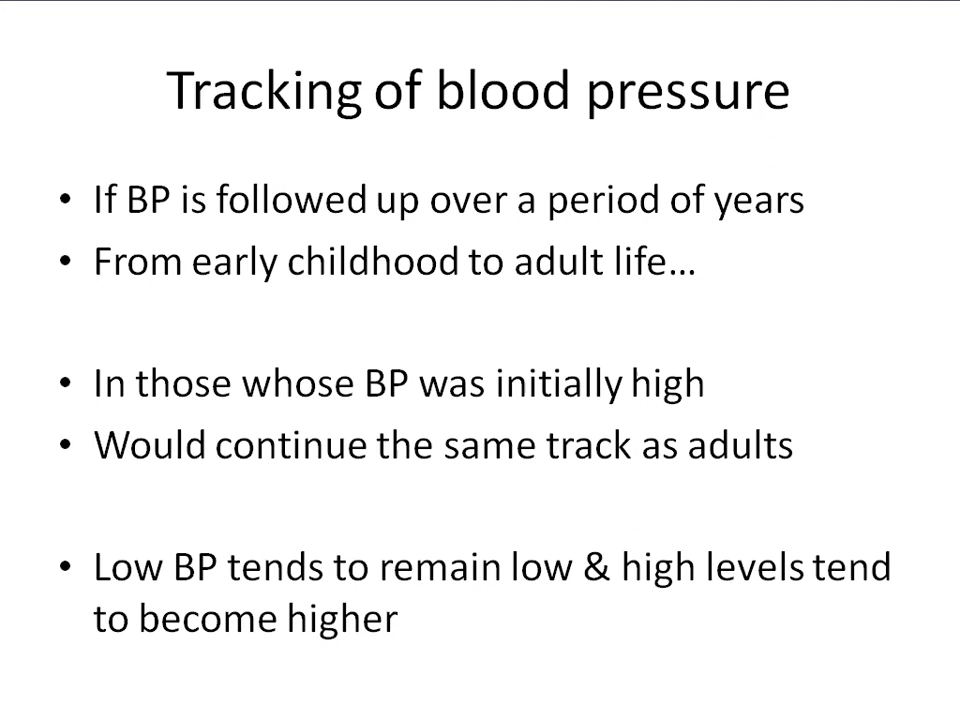 Tracking of blood pressure
• If BP is followed up over a period of years
• From early childhood to adult life...
• In those whose BP was initially high
• Would continue the same track as adults
• Low BP tends to remain low & high levels tend
to become higher